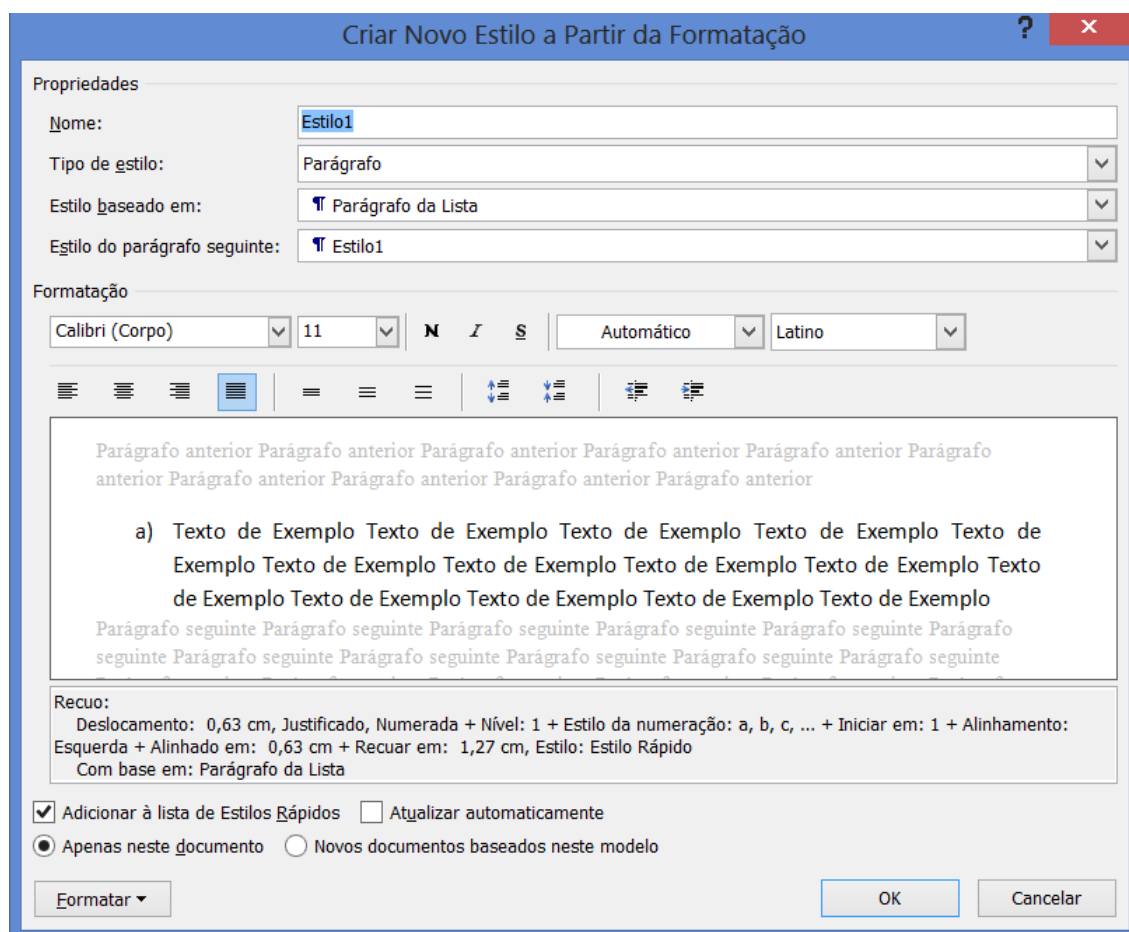 Criar Novo Estilo a Partir da Formatação
?
Propriedades
Nome: Estilo1
Tipo de estilo: Parágrafo
Estilo baseado em: ¶ Parágrafo da Lista
Estilo do parágrafo seguinte: ¶ Estilo1
Formatação
Calibri (Corpo) 11 N I S Automático Latino
Parágrafo anterior Parágrafo anterior Parágrafo anterior Parágrafo anterior Parágrafo anterior Parágrafo
anterior Parágrafo anterior Parágrafo anterior Parágrafo anterior Parágrafo anterior
a) Texto de Exemplo Texto de Exemplo Texto de Exemplo Texto de Exemplo Texto de
Exemplo Texto de Exemplo Texto de Exemplo Texto de Exemplo Texto de Exemplo Texto
de Exemplo Texto de Exemplo Texto de Exemplo Texto de Exemplo Texto de Exemplo
Parágrafo seguinte Parágrafo seguinte Parágrafo seguinte Parágrafo seguinte Parágrafo
seguinte Parágrafo seguinte Parágrafo seguinte Parágrafo seguinte Parágrafo seguinte
Recuo:
Deslocamento: 0,63 cm, Justificado, Numerada + Nível: 1 + Estilo da numeração: a, b, c, ... + Iniciar em: 1 + Alinhamento:
Esquerda + Alinhado em: 0,63 cm + Recuar em: 1,27 cm, Estilo: Estilo Rápido
Com base em: Parágrafo da Lista
Adicionar à lista de Estilos Rápidos Atualizar automaticamente
Apenas neste documento Novos documentos baseados neste modelo
Formatar OK Cancelar